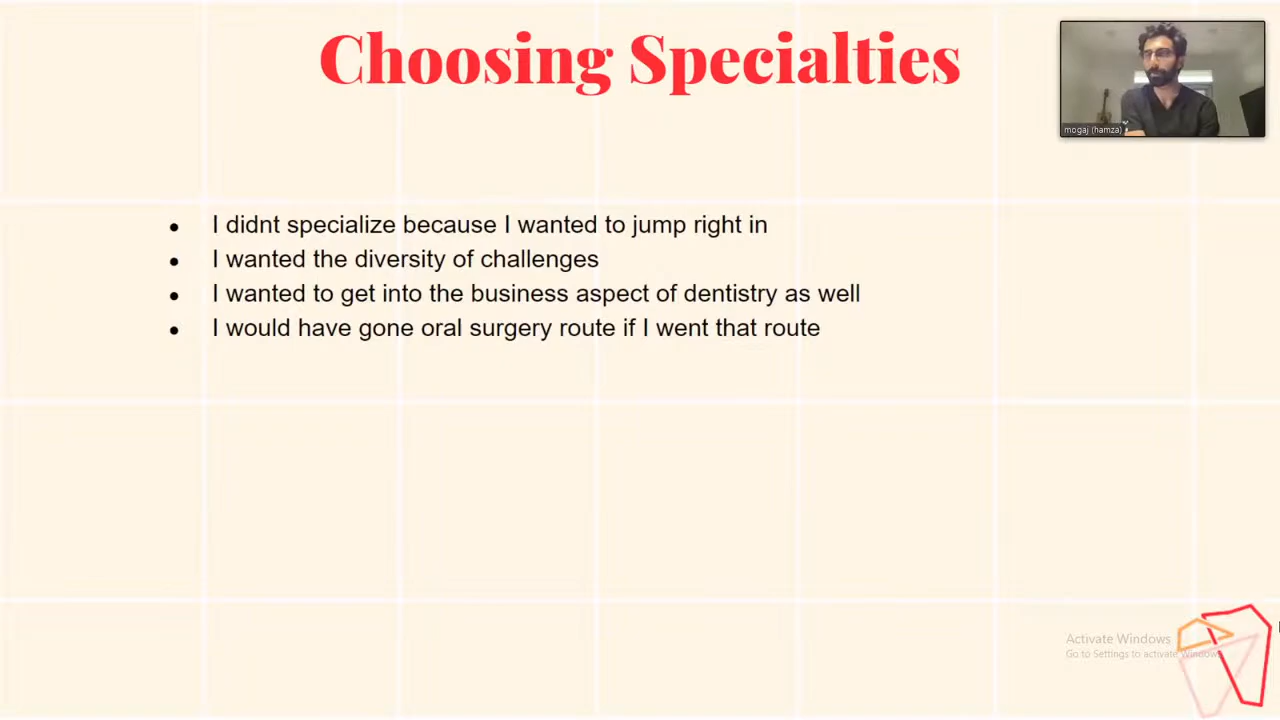 Choosing Specialties
mogaj (hamza)
● I didnt specialize because I wanted to jump right in
● I wanted the diversity of challenges
● I wanted to get into the business aspect of dentistry as well
● I would have gone oral surgery route if I went that route
Activate Windows
Go to Settings to activate Windows